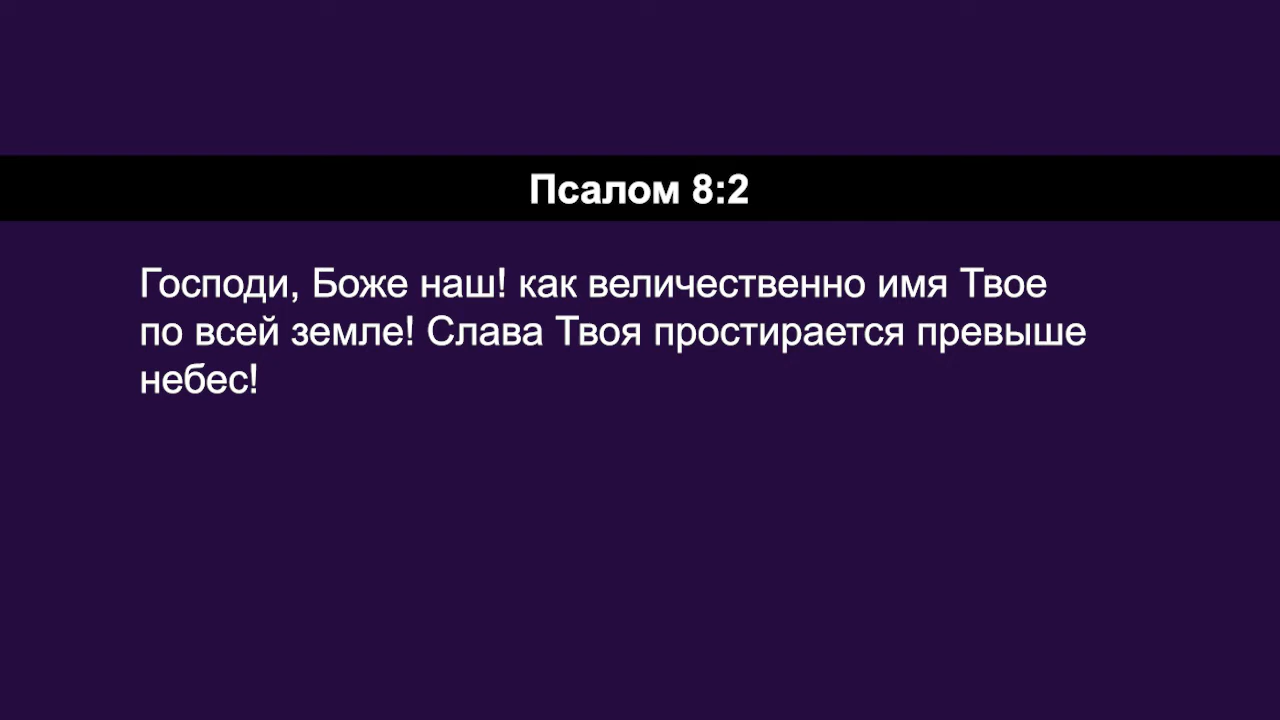 Псалом 8:2
Господи, Боже наш! как величественно имя Твое
по всей земле! Слава Твоя простирается превыше
небес!